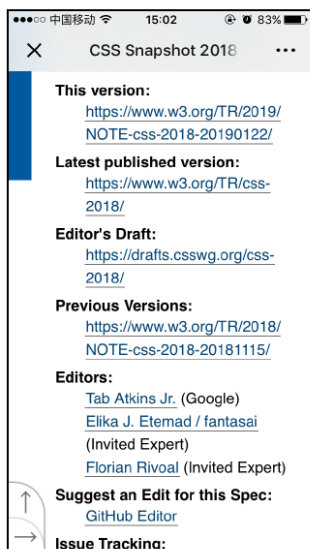 中国移动 15:02 83%
CSS Snapshot 2018
This version:
https://www.w3.org/TR/2019/
NOTE-css-2018-20190122/
Latest published version:
https://www.w3.org/TR/css-
2018/
Editor's Draft:
https://drafts.csswg.org/css-
2018/
Previous Versions:
https://www.w3.org/TR/2018/
NOTE-css-2018-20181115/
Editors:
Tab Atkins Jr. (Google)
Elika J. Etemad / fantasai
(Invited Expert)
Florian Rivoal (Invited Expert)
Suggest an Edit for this Spec:
GitHub Editor
Issue Tracking: